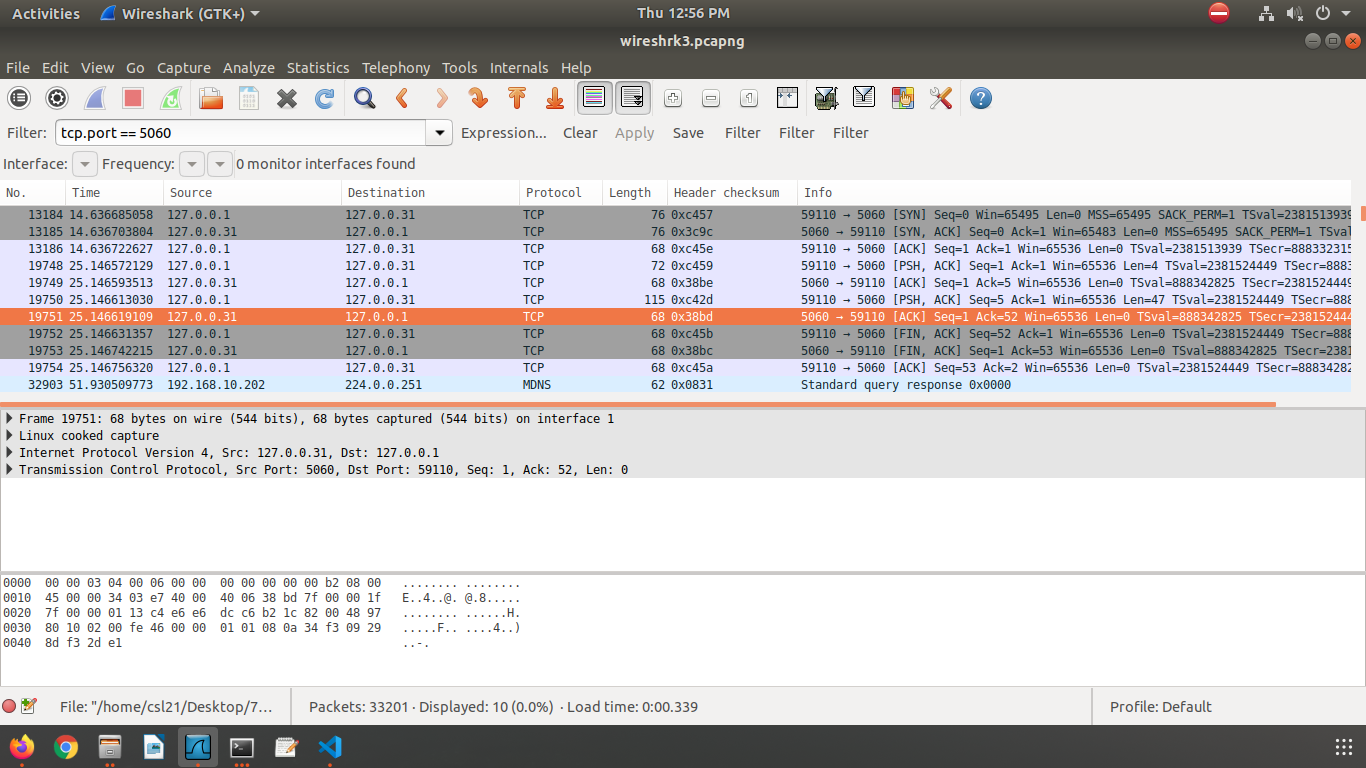 Activities Wireshark (GTK+) Thu 12:56 PM
wireshrk3.pcapng
File Edit View Go Capture Analyze Statistics Telephony Tools Internals Help
Filter: tcp.port == 5060 Expression... Clear Apply Save Filter Filter Filter
Interface: Frequency: 0 monitor interfaces found
No. Time Source Destination Protocol Length Header checksum Info
13184 14.636685058 127.0.0.1 127.0.0.31 TCP 76 0xc457 59110 → 5060 [SYN] Seq=0 Win=65495 Len=0 MSS=65495 SACK_PERM=1 TSval=2381513939
13185 14.636703804 127.0.0.31 127.0.0.1 TCP 76 0x3c9c 5060 → 59110 [SYN, ACK] Seq=0 Ack=1 Win=65483 Len=0 MSS=65495 SACK_PERM=1 TSval
13186 14.636722627 127.0.0.1 127.0.0.31 TCP 68 0xc45e 59110 → 5060 [ACK] Seq=1 Ack=1 Win=65536 Len=0 TSval=2381513939 TSecr=888332315
19748 25.146572129 127.0.0.1 127.0.0.31 TCP 72 0xc459 59110 → 5060 [PSH, ACK] Seq=1 Ack=1 Win=65536 Len=4 TSval=2381524449 TSecr=8883
19749 25.146593513 127.0.0.31 127.0.0.1 TCP 68 0x38be 5060 → 59110 [ACK] Seq=1 Ack=5 Win=65536 Len=0 TSval=888342825 TSecr=2381524449
19750 25.146613030 127.0.0.1 127.0.0.31 TCP 115 0xc42d 59110 → 5060 [PSH, ACK] Seq=5 Ack=1 Win=65536 Len=47 TSval=2381524449 TSecr=888
19751 25.146619109 127.0.0.31 127.0.0.1 TCP 68 0x38bd 5060 → 59110 [ACK] Seq=1 Ack=52 Win=65536 Len=0 TSval=888342825 TSecr=238152444
19752 25.146631357 127.0.0.1 127.0.0.31 TCP 68 0xc45b 59110 → 5060 [FIN, ACK] Seq=52 Ack=1 Win=65536 Len=0 TSval=2381524449 TSecr=888
19753 25.146742215 127.0.0.31 127.0.0.1 TCP 68 0x38bc 5060 → 59110 [FIN, ACK] Seq=1 Ack=53 Win=65536 Len=0 TSval=888342825 TSecr=2381
19754 25.146756320 127.0.0.1 127.0.0.31 TCP 68 0xc45a 59110 → 5060 [ACK] Seq=53 Ack=2 Win=65536 Len=0 TSval=2381524449 TSecr=88834282
32903 51.930509773 192.168.10.202 224.0.0.251 MDNS 62 0x0831 Standard query response 0x0000
Frame 19751: 68 bytes on wire (544 bits), 68 bytes captured (544 bits) on interface 1
Linux cooked capture
Internet Protocol Version 4, Src: 127.0.0.31, Dst: 127.0.0.1
Transmission Control Protocol, Src Port: 5060, Dst Port: 59110, Seq: 1, Ack: 52, Len: 0
0000 00 00 03 04 00 06 00 00 00 00 00 00 00 b2 08 00 ........ ........
0010 45 00 00 34 03 e7 40 00 40 06 38 bd 7f 00 00 1f E..4..@. @.8.....
0020 7f 00 00 01 13 c4 e6 e6 dc c6 b2 1c 82 00 48 97 ........ ......H.
0030 80 10 02 00 fe 46 00 00 01 01 08 0a 34 f3 09 29 .....F.. ....4..)
0040 8d f3 2d e1 ..-.
File: "/home/csl21/Desktop/7... Packets: 33201 · Displayed: 10 (0.0%) · Load time: 0:00.339 Profile: Default